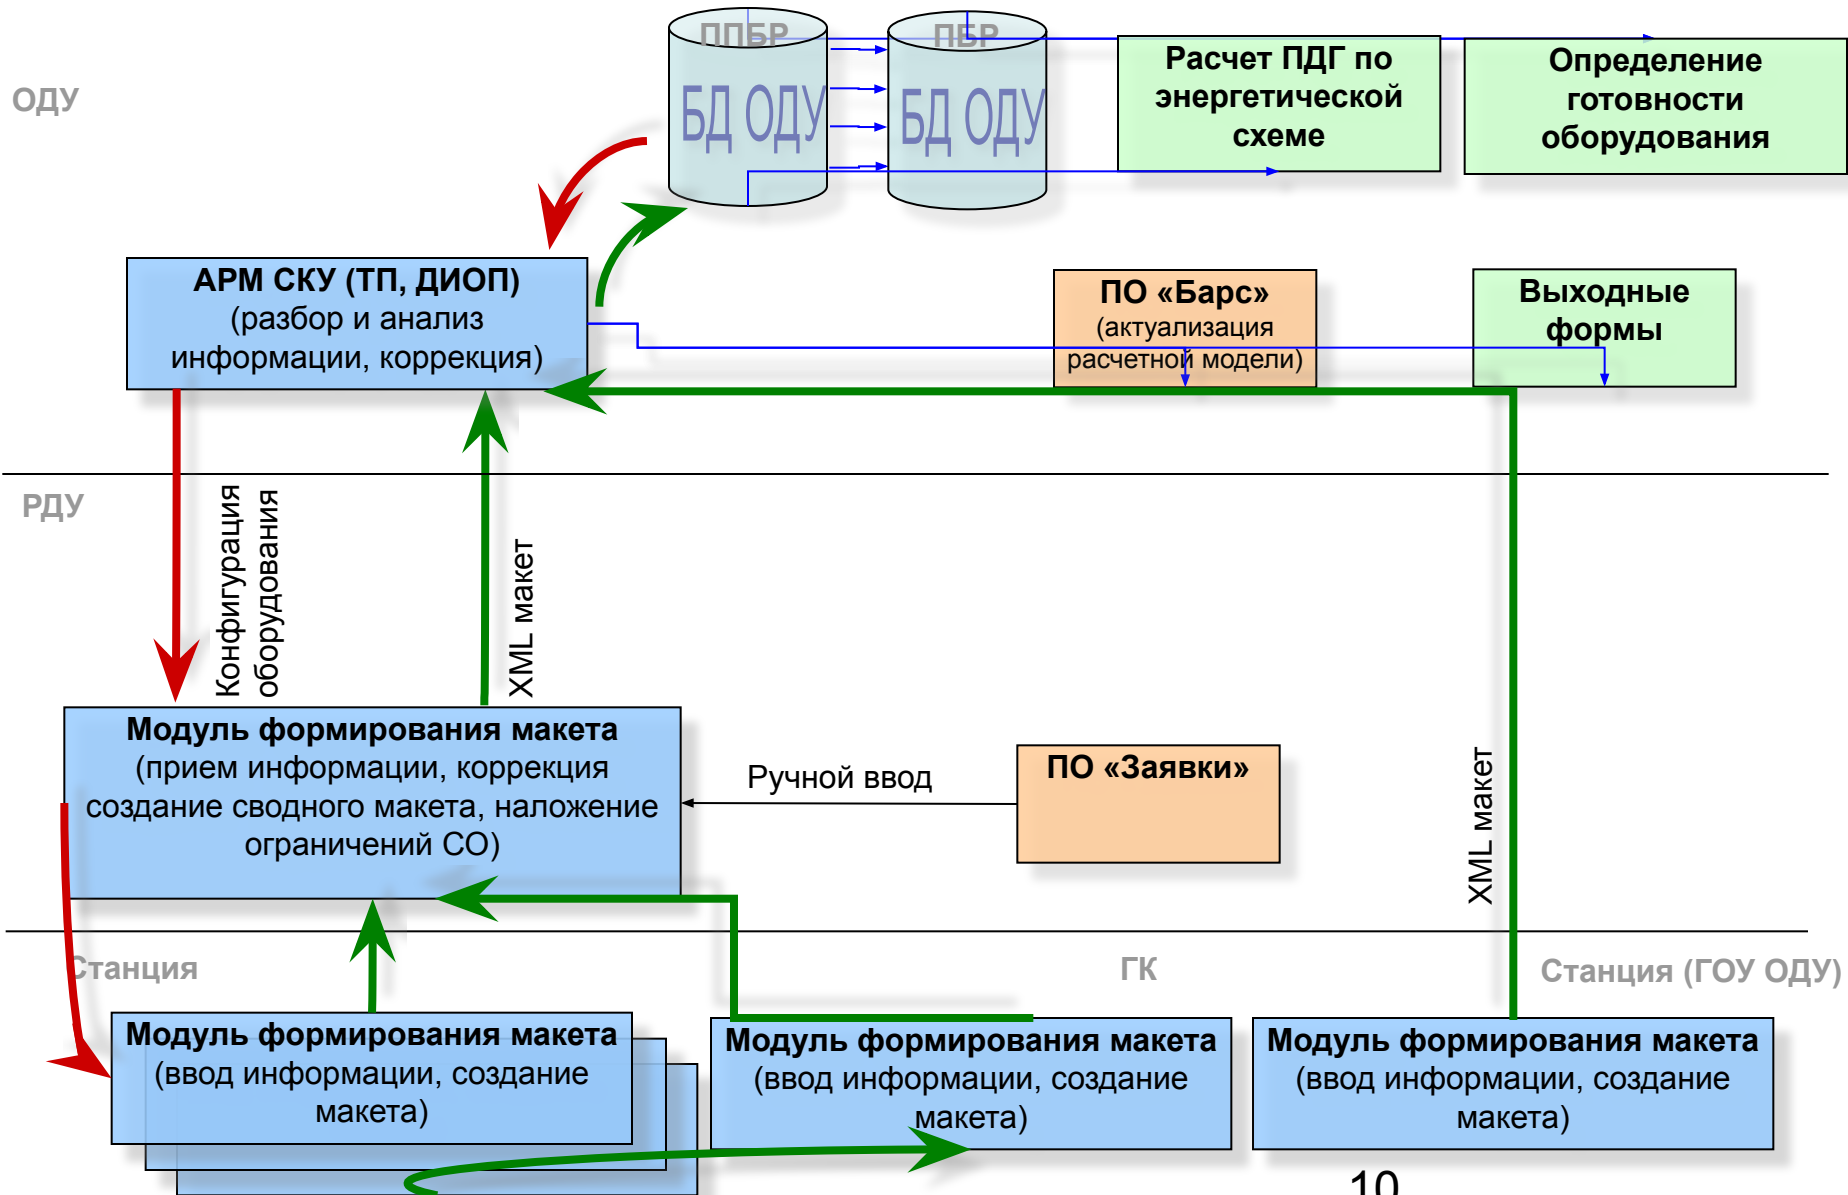 ППБР
ПБР
БД ОДУ
БД ОДУ
Расчет ПДГ по
энергетической
схеме
Определение
готовности
оборудования
ОДУ
АРМ СКУ (ТП, ДИОП)
(разбор и анализ
информации, коррекция)
ПО «Барс»
(актуализация
расчетной модели)
Выходные
формы
РДУ
Конфигурация
оборудования
XML макет
Модуль формирования макета
(прием информации, коррекция
создание сводного макета, наложение
ограничений СО)
Ручной ввод
ПО «Заявки»
XML макет
Станция
ГК
Станция (ГОУ ОДУ)
Модуль формирования макета
(ввод информации, создание
макета)
Модуль формирования макета
(ввод информации, создание
макета)
Модуль формирования макета
(ввод информации, создание
макета)
10